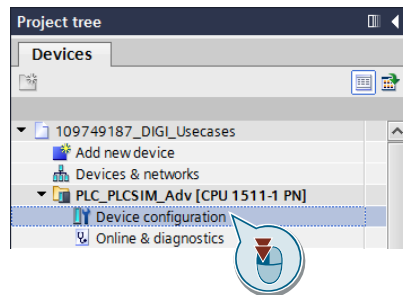 Project tree
Devices
109749187_DIGI_Usecases
Add new device
Devices & networks
PLC_PLCSIM_Adv [CPU 1511-1 PN]
Device configuration
Online & diagnostics